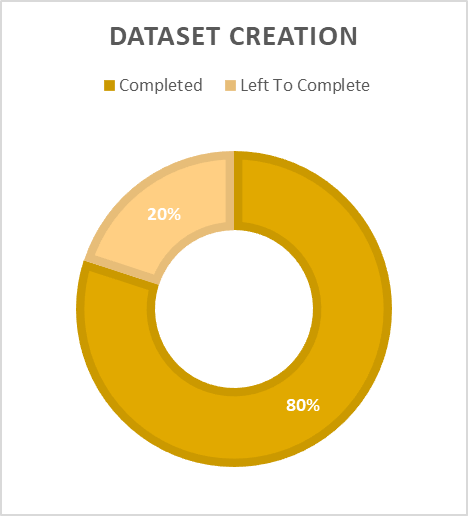 DATASET CREATION
Completed Left To Complete
20%
80%